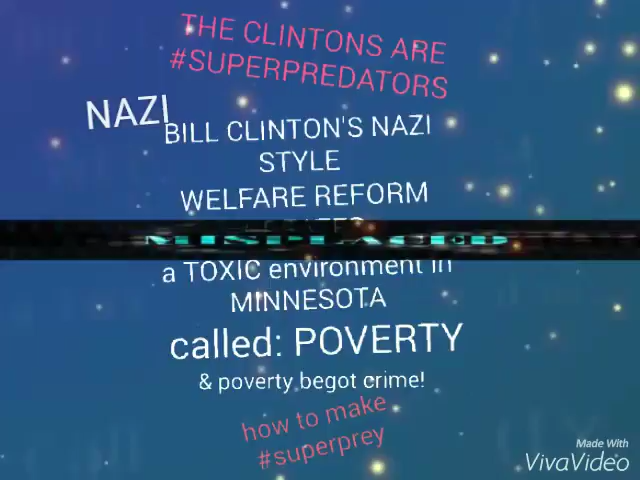 THE CLINTONS ARE
#SUPERPREDATORS
NAZI
BILL CLINTON'S NAZI
STYLE
WELFARE REFORM
a TOXIC environment in
MINNESOTA
called: POVERTY
& poverty begot crime!
how to make
#superprey
Made With
VivaVideo